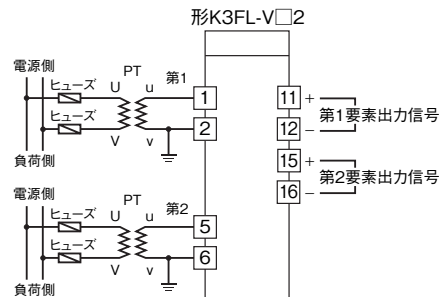 形K3FL-V□2
電源側
ヒューズ
PT
U
u
第1
1
ヒューズ
V
v
2
負荷側
11 +
第1要素出力信号
12 −
15 +
第2要素出力信号
16 −
電源側
ヒューズ
PT
U
u
第2
5
ヒューズ
V
v
6
負荷側